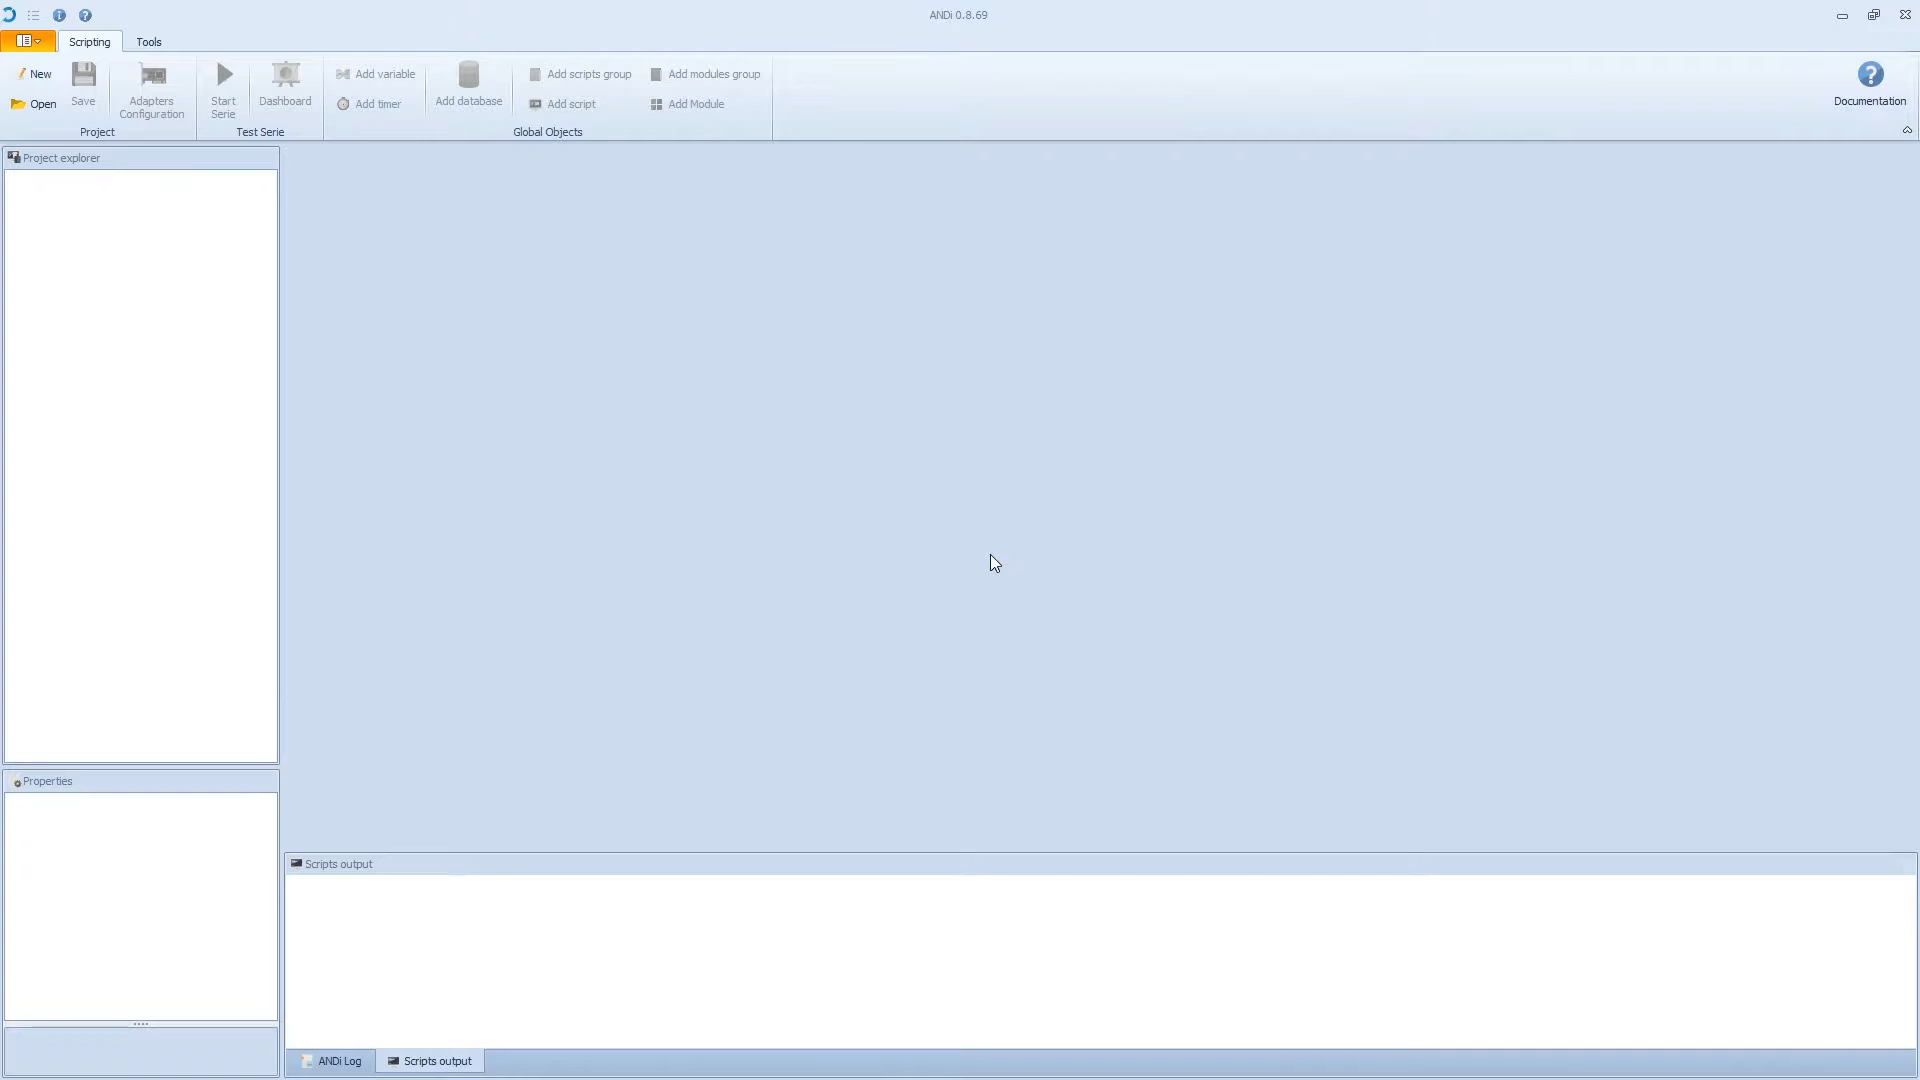 ANDi 0.8.69
Scripting
Tools
New
Open
Save
Adapters
Configuration
Project
Start
Serie
Dashboard
Test Serie
Add variable
Add timer
Add database
Add scripts group
Add script
Add modules group
Add Module
Global Objects
Documentation
Project explorer
Properties
Scripts output
ANDi Log
Scripts output